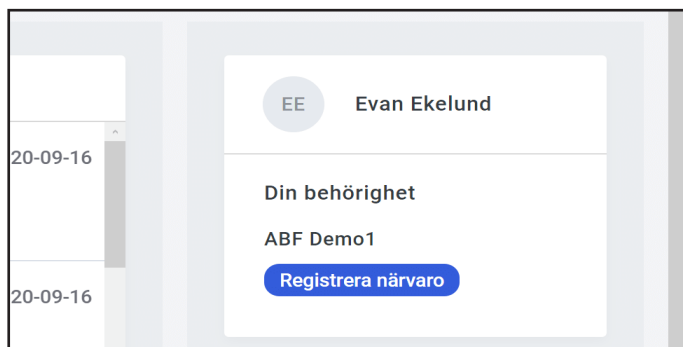 EE
Evan Ekelund
20-09-16
Din behörighet
ABF Demo1
Registrera närvaro
20-09-16